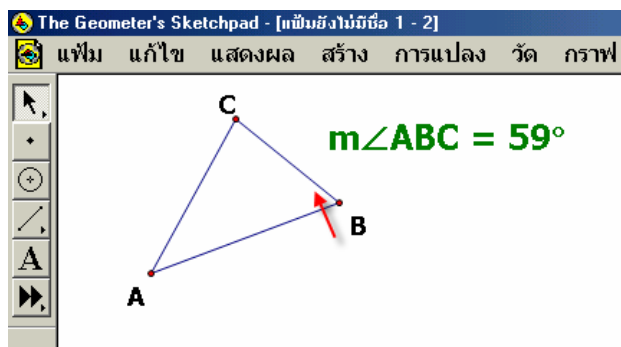 The Geometer's Sketchpad - [แฟ้มยังไม่มีชื่อ 1 - 2]
แฟ้ม แก้ไข แสดงผล สร้าง การแปลง วัด กราฟ
C
m∠ABC = 59°
B
A
A